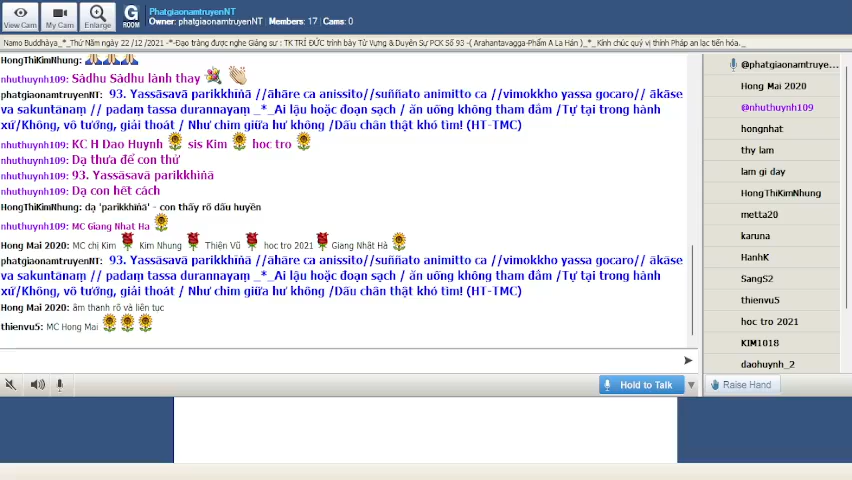 PhatgiaonamtruyenNT
Owner: phatgiaonamtruyenNT | Members: 17 | Cams: 0
View Cam
My Cam
Enlarge
G
ROOM
Namo Buddhàya_*_Thứ Năm ngày 22 /12 /2021 -*-Đạo tràng được nghe Giảng sư : TK TRÍ ĐỨC trình bày Từ Vựng & Duyên Sự PCK Số 93 -( Arahantavagga-Phẩm A La Hán )_*_ Kính chúc quý vị thính Pháp an lạc tiến hóa._
HongThiKimNhung:
nhuthuynh109: Sàdhu Sàdhu lành thay
phatgiaonamtruyenNT: 93. Yassāsavā parikkhīṇā //āhāre ca anissito//suññato animitto ca //vimokkho yassa gocaro// ākāse
va sakuntānaṃ // padaṃ tassa durannayaṃ _*_Ai lậu hoặc đoạn sạch / ăn uống không tham đắm /Tự tại trong hành
xứ/Không, vô tướng, giải thoát / Như chim giữa hư không /Dấu chân thật khó tìm! (HT-TMC)
nhuthuynh109: KC H Dao Huynh sis Kim hoc tro
nhuthuynh109: Dạ thưa để con thử
nhuthuynh109: 93. Yassāsavā parikkhīṇā
nhuthuynh109: Dạ con hết cách
HongThiKimNhung: dạ 'parikkhīṇā' - con thấy rõ dấu huyền
nhuthuynh109: MC Giang Nhat Ha
Hong Mai 2020: MC chị Kim Kim Nhung Thiện Vũ hoc tro 2021 Giang Nhật Hà
phatgiaonamtruyenNT: 93. Yassāsavā parikkhīṇā //āhāre ca anissito//suññato animitto ca //vimokkho yassa gocaro// ākāse
va sakuntānaṃ // padaṃ tassa durannayaṃ _*_Ai lậu hoặc đoạn sạch / ăn uống không tham đắm /Tự tại trong hành
xứ/Không, vô tướng, giải thoát / Như chim giữa hư không /Dấu chân thật khó tìm! (HT-TMC)
Hong Mai 2020: âm thanh rõ và liên tục
thienvu5: MC Hong Mai
Hold to Talk
@phatgiaonamtruye...
Hong Mai 2020
@nhuthuynh109
hongnhat
thy lam
lam gi day
HongThiKimNhung
metta20
karuna
HanhK
SangS2
thienvu5
hoc tro 2021
KIM1018
daohuynh_2
Raise Hand